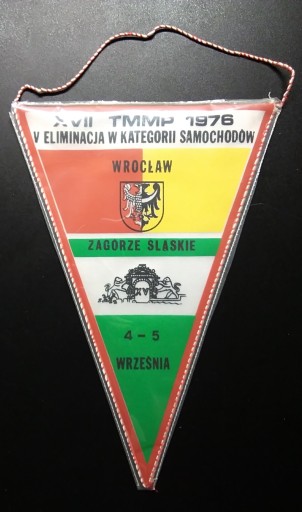 XVII TMMP 1976
V ELIMINACJA W KATEGORII SAMOCHODÓW
WROCŁAW
ZAGÓRZE ŚLĄSKIE
4-5
WRZEŚNIA